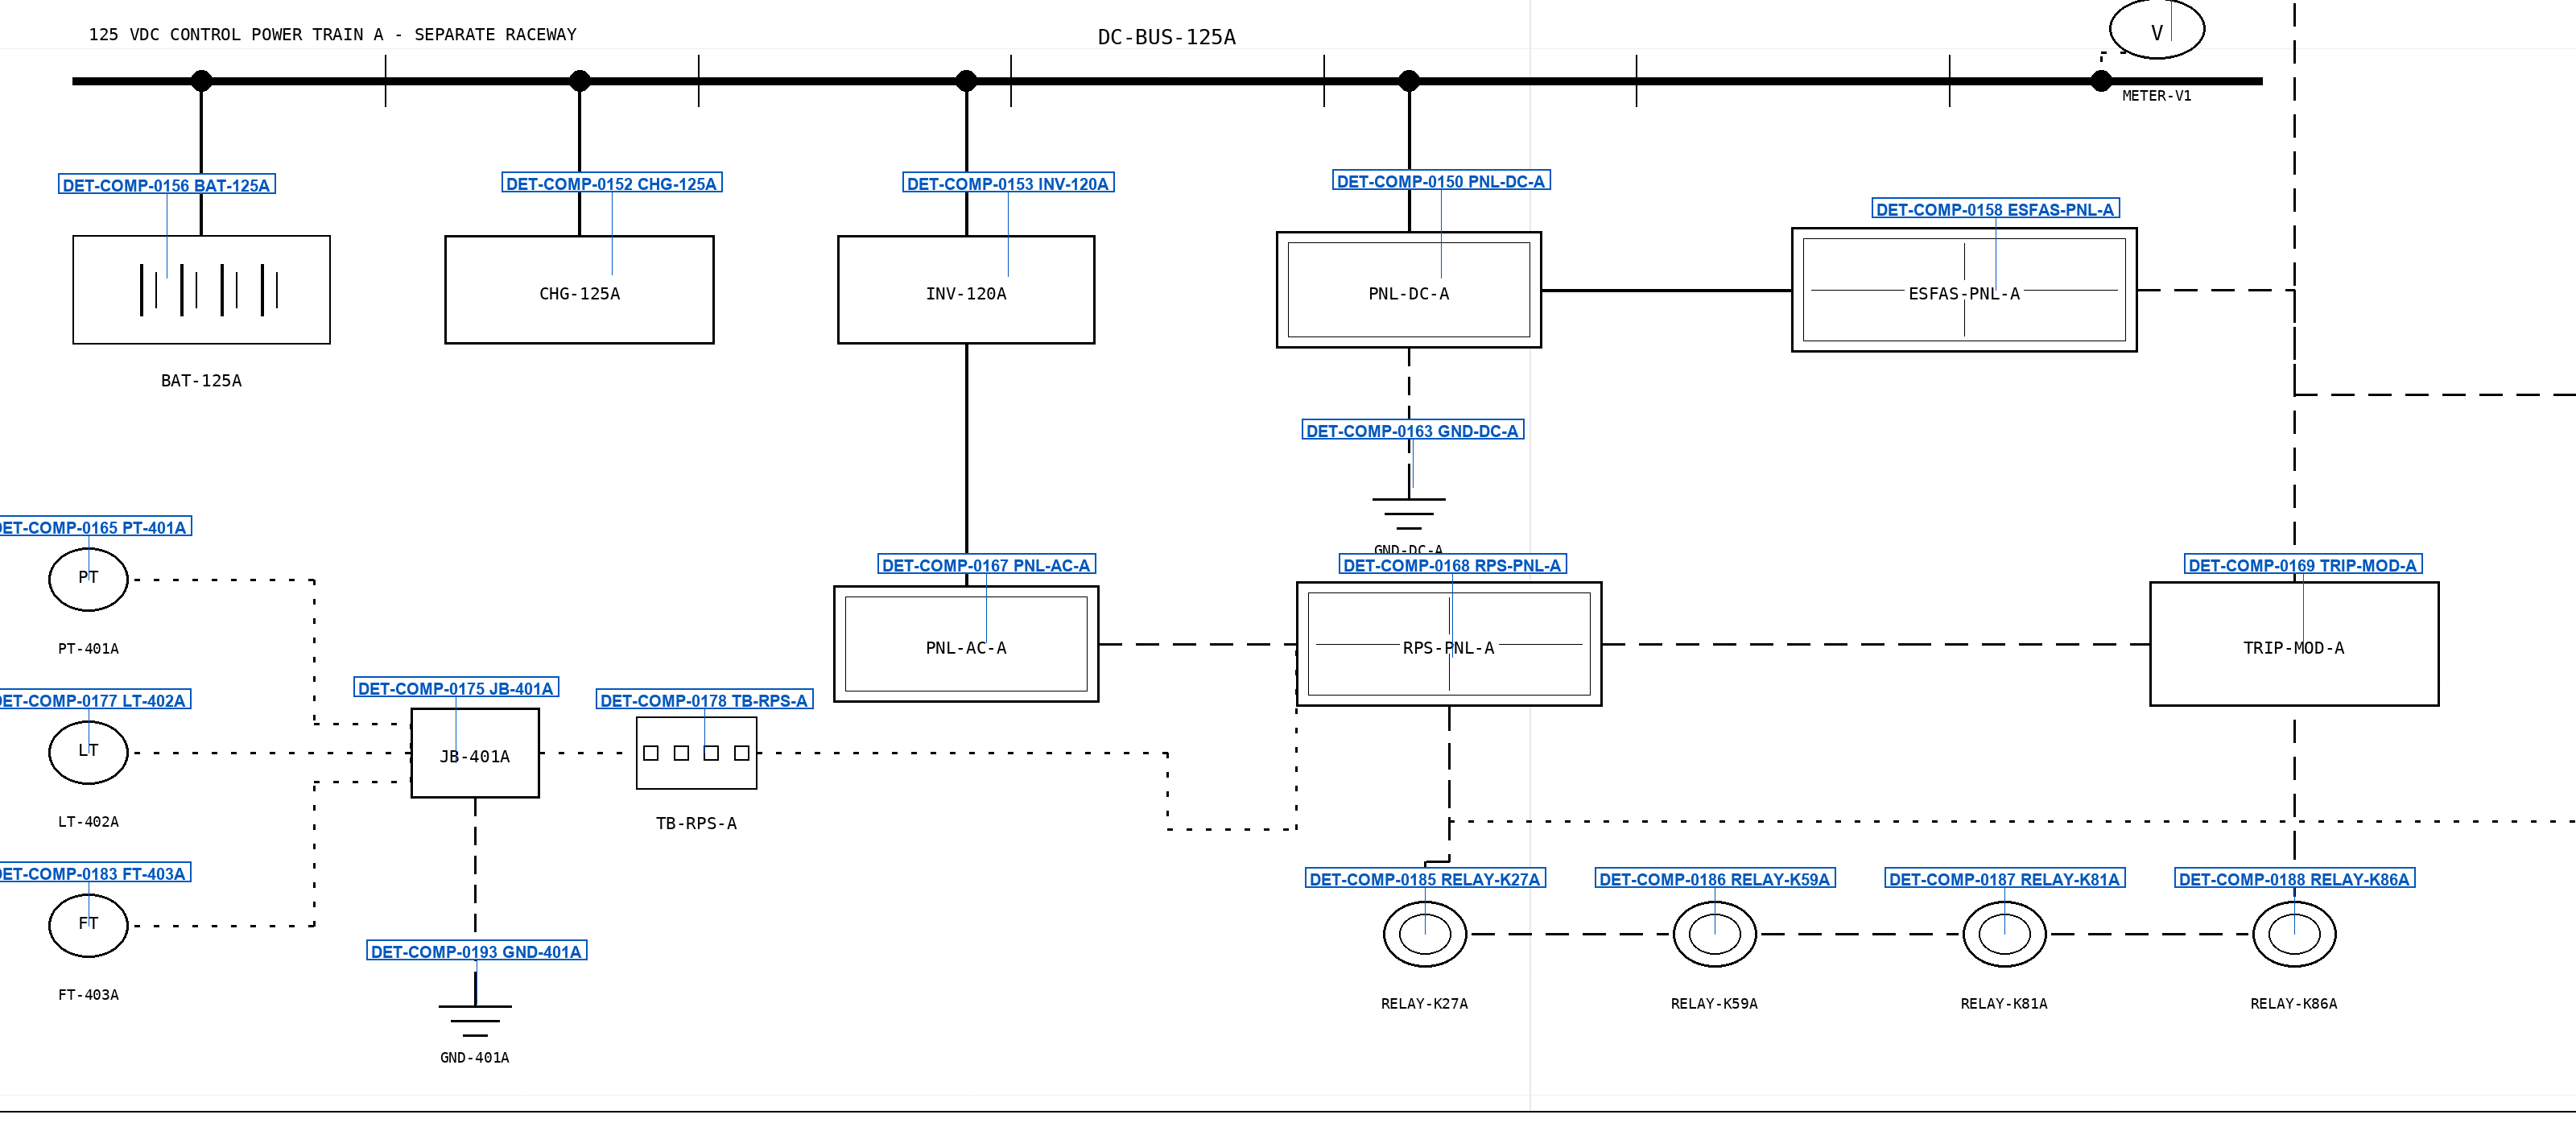 125 VDC CONTROL POWER TRAIN A - SEPARATE RACEWAY
DC-BUS-125A
V
METER-V1
DET-COMP-0156 BAT-125A
DET-COMP-0152 CHG-125A
DET-COMP-0153 INV-120A
DET-COMP-0150 PNL-DC-A
DET-COMP-0158 ESFAS-PNL-A
CHG-125A
INV-120A
PNL-DC-A
ESFAS-PNL-A
BAT-125A
DET-COMP-0163 GND-DC-A
GND-DC-A
DET-COMP-0165 PT-401A
PT
PT-401A
DET-COMP-0167 PNL-AC-A
DET-COMP-0168 RPS-PNL-A
DET-COMP-0169 TRIP-MOD-A
PNL-AC-A
RPS-PNL-A
TRIP-MOD-A
DET-COMP-0177 LT-402A
LT
LT-402A
DET-COMP-0175 JB-401A
JB-401A
DET-COMP-0178 TB-RPS-A
TB-RPS-A
DET-COMP-0183 FT-403A
FT
FT-403A
DET-COMP-0185 RELAY-K27A
DET-COMP-0186 RELAY-K59A
DET-COMP-0187 RELAY-K81A
DET-COMP-0188 RELAY-K86A
DET-COMP-0193 GND-401A
RELAY-K27A
RELAY-K59A
RELAY-K81A
RELAY-K86A
GND-401A